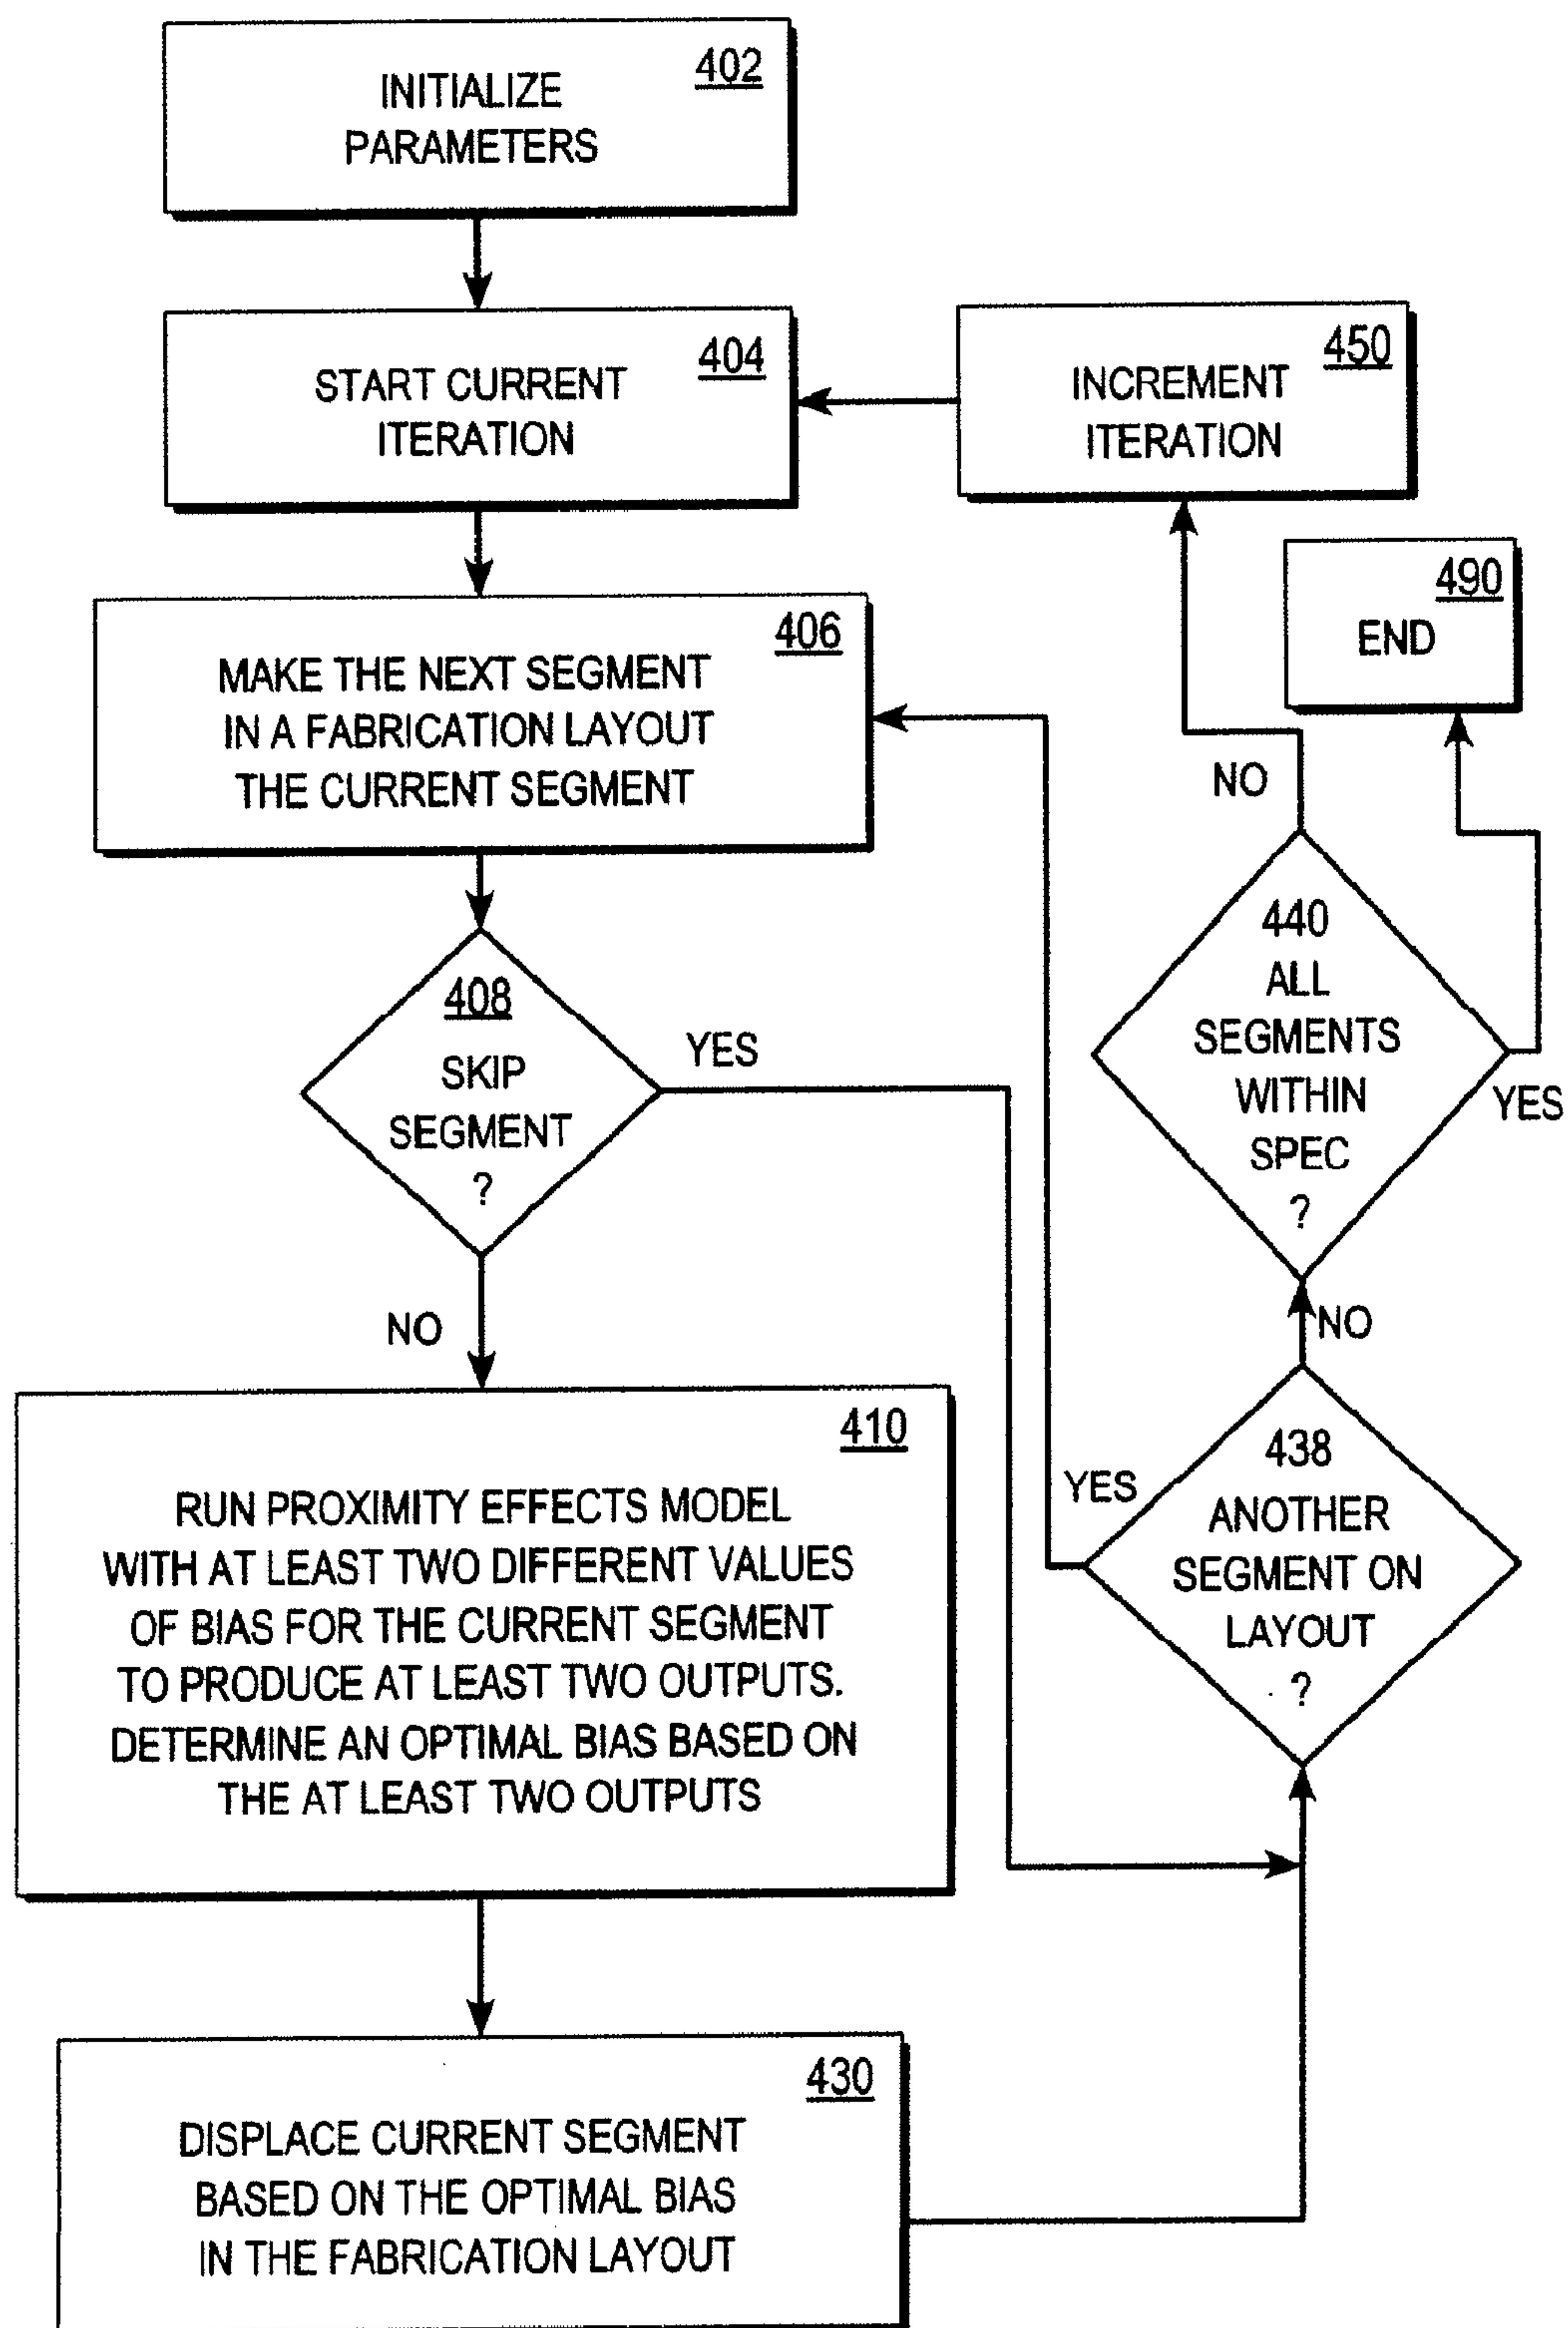 402
INITIALIZE
PARAMETERS
404
START CURRENT
ITERATION
450
INCREMENT
ITERATION
406
MAKE THE NEXT SEGMENT
IN A FABRICATION LAYOUT
THE CURRENT SEGMENT
490
END
NO
408
SKIP
SEGMENT
?
YES
NO
440
ALL
SEGMENTS
WITHIN
SPEC
?
YES
NO
410
RUN PROXIMITY EFFECTS MODEL
WITH AT LEAST TWO DIFFERENT VALUES
OF BIAS FOR THE CURRENT SEGMENT
TO PRODUCE AT LEAST TWO OUTPUTS.
DETERMINE AN OPTIMAL BIAS BASED ON
THE AT LEAST TWO OUTPUTS
YES
438
ANOTHER
SEGMENT ON
LAYOUT
?
430
DISPLACE CURRENT SEGMENT
BASED ON THE OPTIMAL BIAS
IN THE FABRICATION LAYOUT